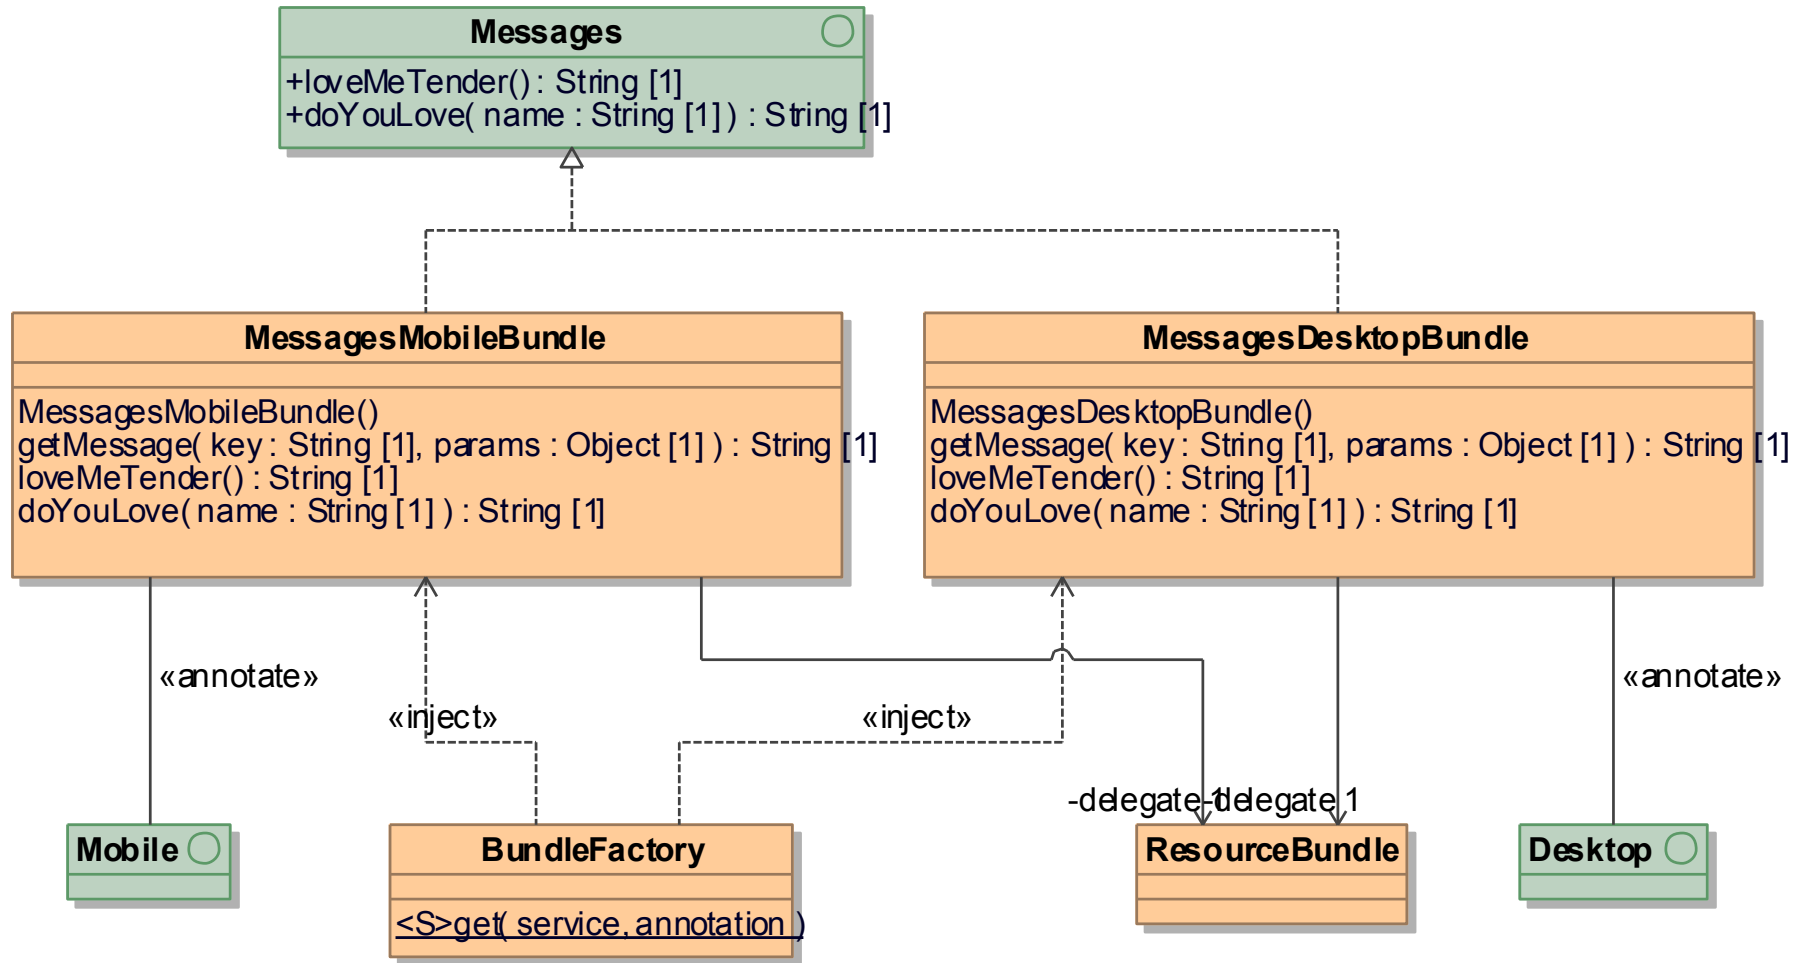 Messages
+loveMeTender() : String [1]
+doYouLove( name : String [1] ) : String [1]
MessagesMobileBundle
MessagesMobileBundle()
getMessage( key : String [1], params : Object [1] ) : String [1]
loveMeTender() : String [1]
doYouLove( name : String [1] ) : String [1]
MessagesDesktopBundle
MessagesDesktopBundle()
getMessage( key : String [1], params : Object [1] ) : String [1]
loveMeTender() : String [1]
doYouLove( name : String [1] ) : String [1]
«annotate»
«annotate»
«inject»
«inject»
-delegate 1
-delegate 1
Mobile
BundleFactory
<S>get( service, annotation )
ResourceBundle
Desktop